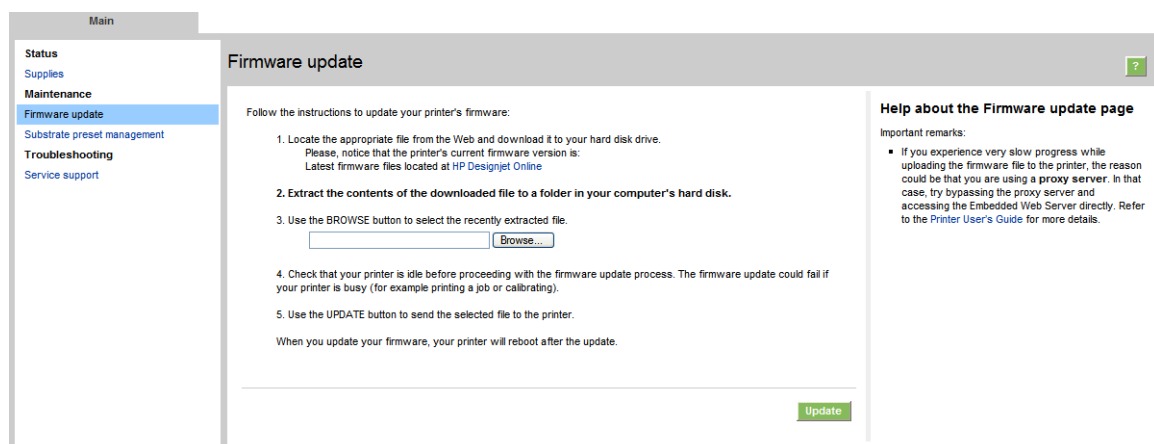 Main
Status
Supplies
Maintenance
Firmware update
Substrate preset management
Troubleshooting
Service support
Firmware update
?
Follow the instructions to update your printer's firmware:
1. Locate the appropriate file from the Web and download it to your hard disk drive.
Please, notice that the printer's current firmware version is:
Latest firmware files located at HP Designjet Online
2. Extract the contents of the downloaded file to a folder in your computer's hard disk.
3. Use the BROWSE button to select the recently extracted file.
Browse...
4. Check that your printer is idle before proceeding with the firmware update process. The firmware update could fail if
your printer is busy (for example printing a job or calibrating).
5. Use the UPDATE button to send the selected file to the printer.
When you update your firmware, your printer will reboot after the update.
Update
Help about the Firmware update page
Important remarks:
▪ If you experience very slow progress while
uploading the firmware file to the printer, the reason
could be that you are using a proxy server. In that
case, try bypassing the proxy server and
accessing the Embedded Web Server directly. Refer
to the Printer User's Guide for more details.